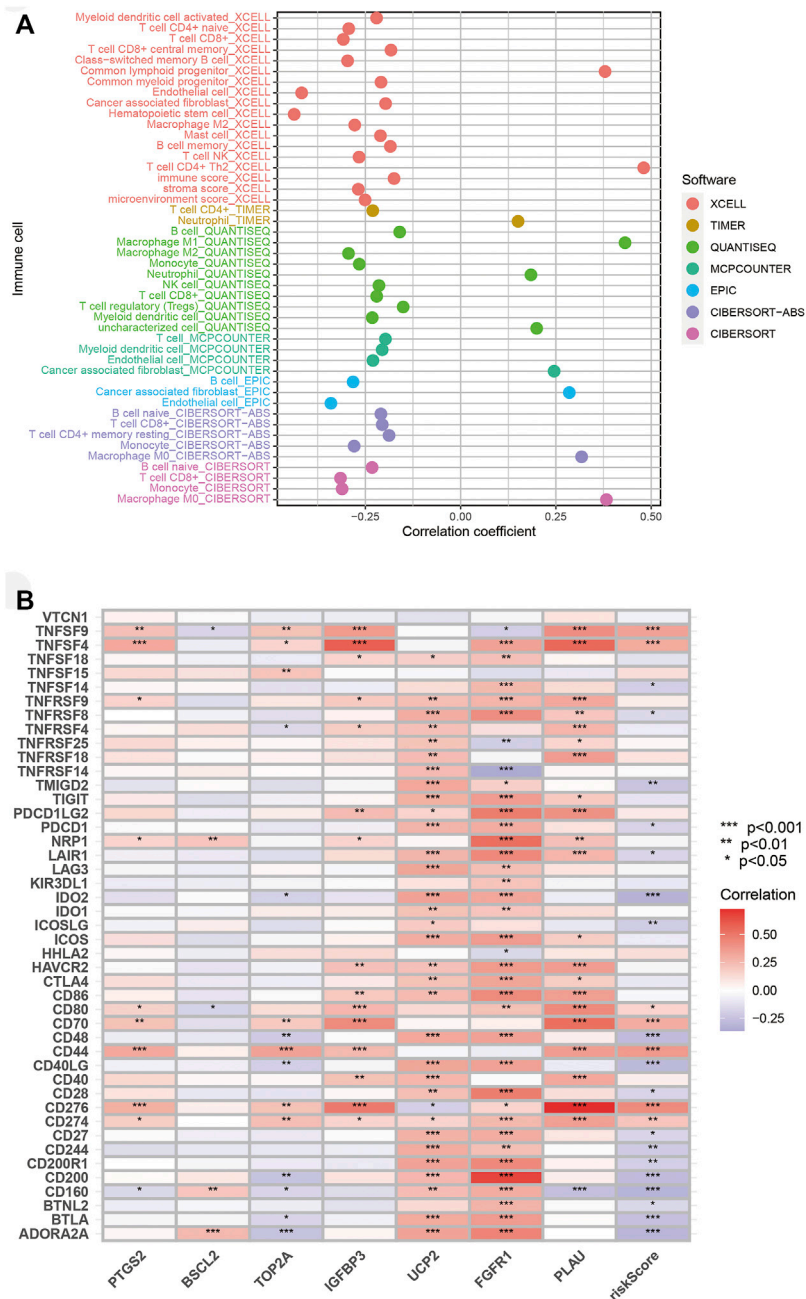 A
Immune cell
Myeloid dendritic cell activated_XCELL
T cell CD4+ naive_XCELL
T cell CD8+_XCELL
T cell CD8+ central memory_XCELL
Class-switched memory B cell_XCELL
Common lymphoid progenitor_XCELL
Common myeloid progenitor_XCELL
Endothelial cell_XCELL
Cancer associated fibroblast_XCELL
Hematopoietic stem cell_XCELL
Macrophage M2_XCELL
Mast cell_XCELL
B cell memory_XCELL
T cell NK_XCELL
T cell CD4+ Th2_XCELL
immune score_XCELL
stroma score_XCELL
microenvironment score_XCELL
T cell CD4+_TIMER
Neutrophil_TIMER
B cell_QUANTISEQ
Macrophage M1_QUANTISEQ
Macrophage M2_QUANTISEQ
Monocyte_QUANTISEQ
Neutrophil_QUANTISEQ
NK cell_QUANTISEQ
T cell CD8+_QUANTISEQ
T cell regulatory (Tregs)_QUANTISEQ
Myeloid dendritic cell_QUANTISEQ
uncharacterized cell_QUANTISEQ
T cell_MCPCOUNTER
Myeloid dendritic cell_MCPCOUNTER
Endothelial cell_MCPCOUNTER
Cancer associated fibroblast_MCPCOUNTER
B cell_EPIC
Cancer associated fibroblast_EPIC
Endothelial cell_EPIC
B cell naive_CIBERSORT-ABS
T cell CD8+_CIBERSORT-ABS
T cell CD4+ memory resting_CIBERSORT-ABS
Monocyte_CIBERSORT-ABS
Macrophage M0_CIBERSORT-ABS
B cell naive_CIBERSORT
T cell CD8+_CIBERSORT
Monocyte_CIBERSORT
Macrophage M0_CIBERSORT
-0.25 0.00 0.25 0.50
Correlation coefficient
Software
XCELL
TIMER
QUANTISEQ
MCPCOUNTER
EPIC
CIBERSORT-ABS
CIBERSORT
B
VTCN1
TNFSF9 ** * ** *** * *** ***
TNFSF4 *** * *** *** *** ***
TNFSF18 * * **
TNFSF15 **
TNFSF14 *** *
TNFRSF9 * * ** *** ***
TNFRSF8 *** *** ** *
TNFRSF4 * * ** ***
TNFRSF25 ** ** *
TNFRSF18 ** ***
TNFRSF14 *** ***
TMIGD2 *** * **
TIGIT *** *** *
PDCD1LG2 ** * *** ***
PDCD1 *** *** *
NRP1 * ** * *** **
LAIR1 *** *** *** *
LAG3 *** **
KIR3DL1 **
IDO2 * *** *** ***
IDO1 ** **
ICOSLG * **
ICOS *** *** *
HHLA2 *
HAVCR2 ** ** *** ***
CTLA4 ** *** *
CD86 ** ** *** ***
CD80 * * *** ** *** *
CD70 ** ** *** *** ***
CD48 ** *** *** ***
CD44 *** *** *** *** ***
CD40LG ** *** *** ***
CD40 ** *** ***
CD28 ** *** *
CD276 *** ** *** * * *** ***
CD274 * ** * * *** *** **
CD27 *** *** *
CD244 *** ** **
CD200R1 *** *** **
CD200 ** *** *** ***
CD160 * ** * ** *** *** ***
BTNL2 *** *
BTLA * *** *** ***
ADORA2A *** *** *** *** ***
PTGS2 BSCL2 TOP2A IGFBP3 UCP2 FGFR1 PLAU riskScore
*** p<0.001
** p<0.01
* p<0.05
Correlation
0.50
0.25
0.00
-0.25